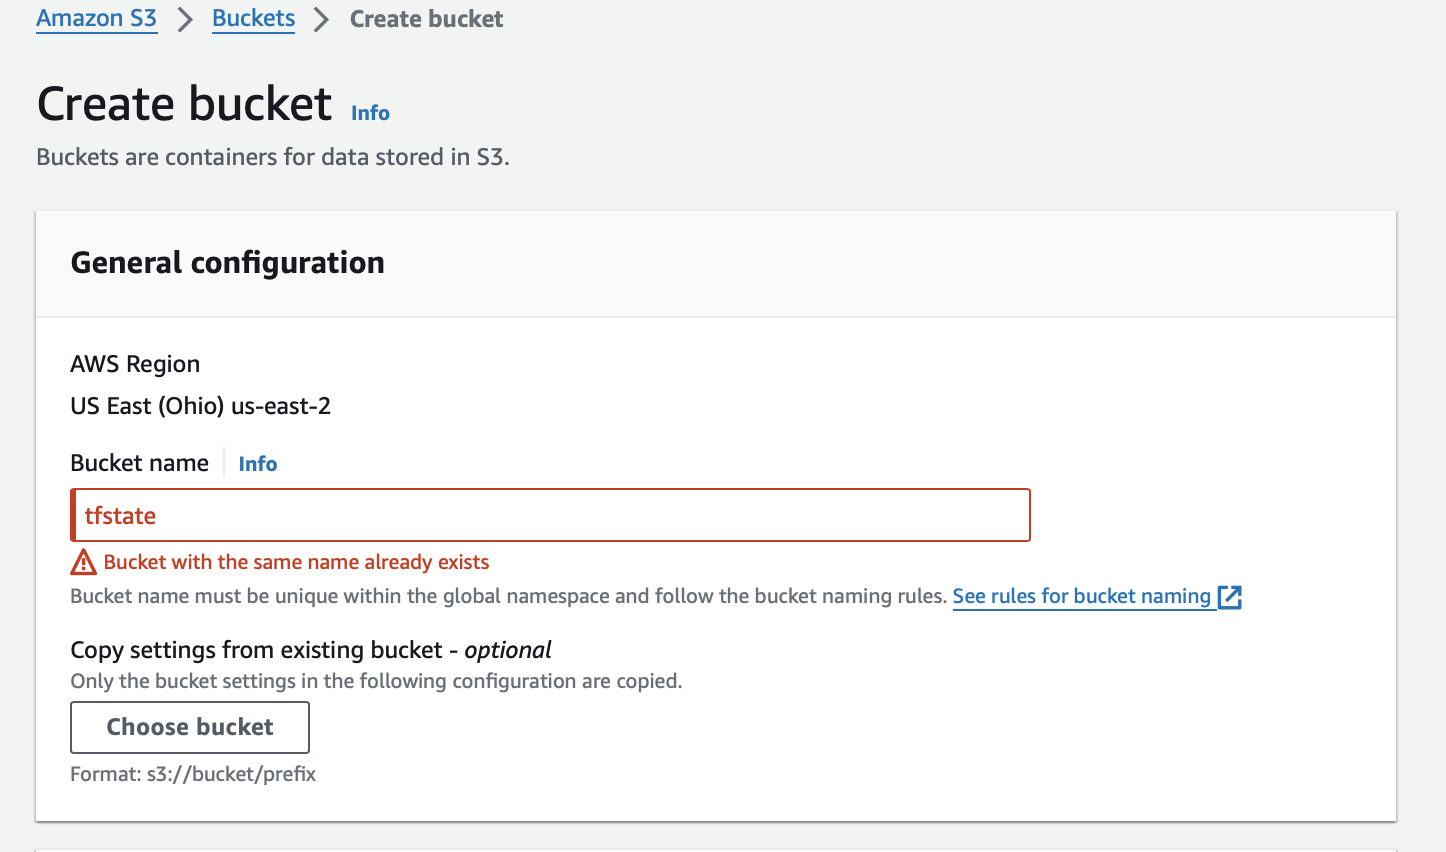 Amazon S3 > Buckets > Create bucket
Create bucket Info
Buckets are containers for data stored in S3.
General configuration
AWS Region
US East (Ohio) us-east-2
Bucket name Info
tfstate
Bucket with the same name already exists
Bucket name must be unique within the global namespace and follow the bucket naming rules. See rules for bucket naming
Copy settings from existing bucket - optional
Only the bucket settings in the following configuration are copied.
Choose bucket
Format: s3://bucket/prefix